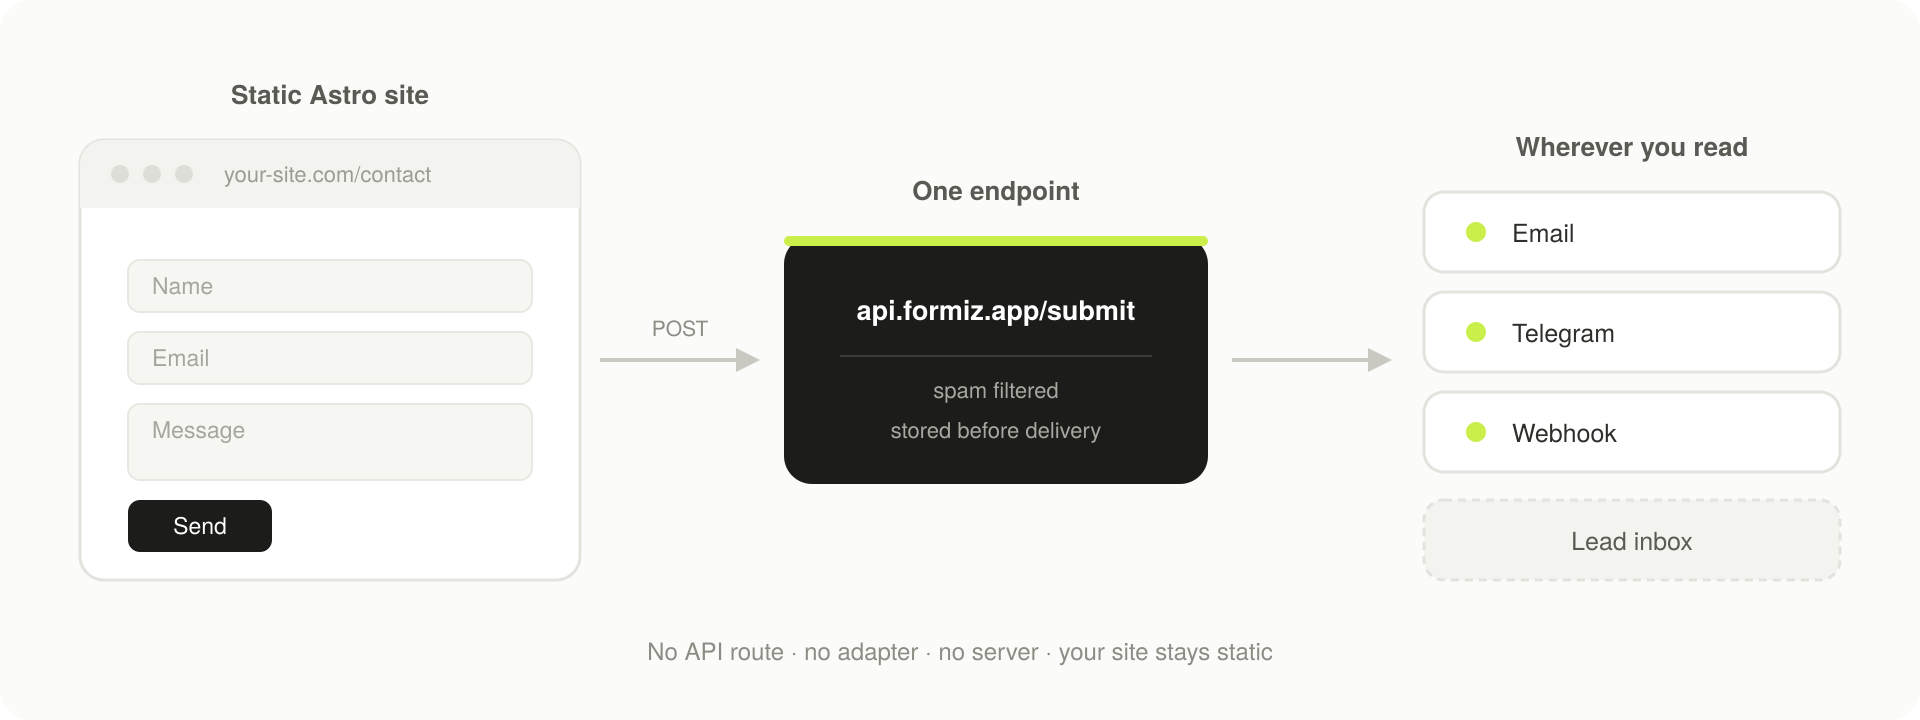 Static Astro site
your-site.com/contact
Name
Email
Message
Send
POST
One endpoint
api.formiz.app/submit
spam filtered
stored before delivery
Wherever you read
Email
Telegram
Webhook
Lead inbox
No API route · no adapter · no server · your site stays static